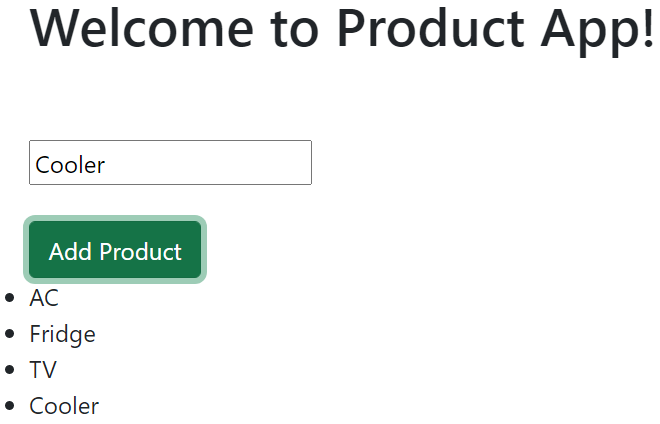 Welcome to Product App!
Cooler
Add Product
AC
Fridge
TV
Cooler